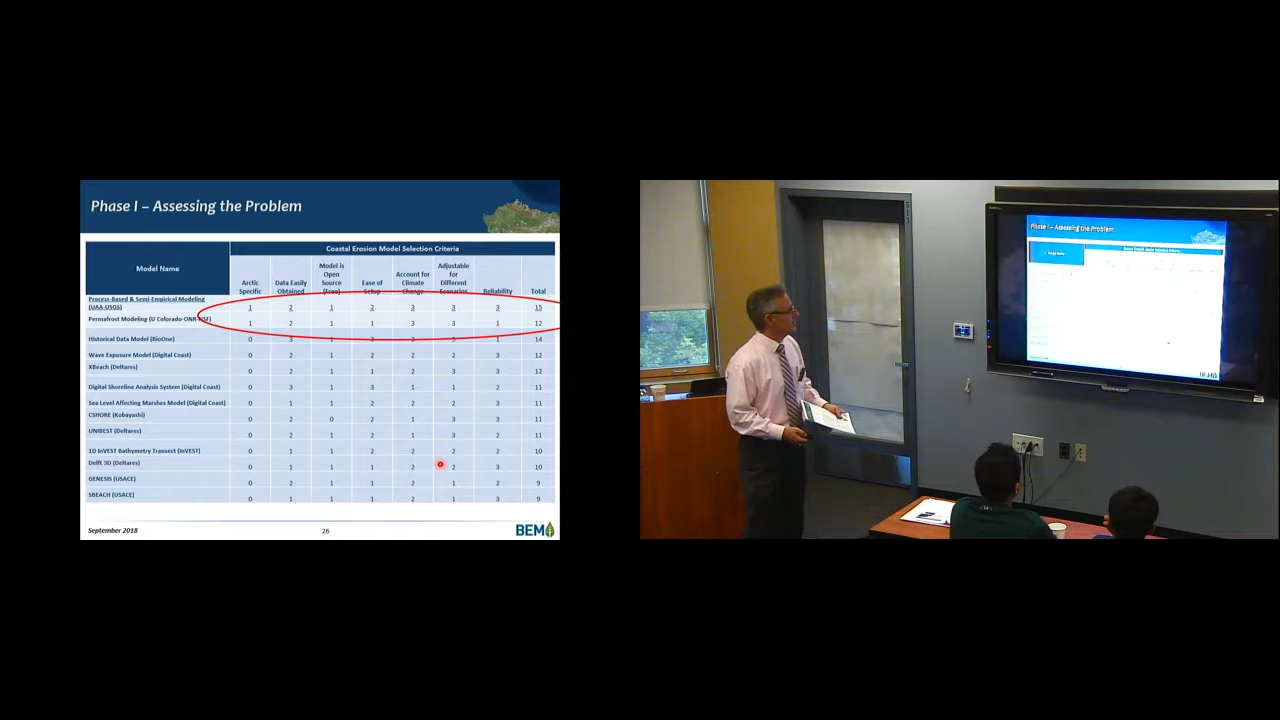 Phase I – Assessing the Problem
Coastal Erosion Model Selection Criteria
Model Name
Arctic Specific
Data Easily Obtained
Model is Open Source (Free)
Ease of Setup
Account for Climate Change
Adjustable for Different Scenarios
Reliability
Total
Process-Based & Semi-Empirical Modeling (UAA-USGS) 1 2 1 2 3 3 3 15
Permafrost Modeling (U Colorado-ONR-NSF) 1 2 1 1 3 3 1 12
Historical Data Model (BioOne) 0 3 1 3 3 3 1 14
Wave Exposure Model (Digital Coast) 0 2 1 2 2 2 3 12
XBeach (Deltares) 0 2 1 1 2 3 3 12
Digital Shoreline Analysis System (Digital Coast) 0 3 1 3 1 1 2 11
Sea Level Affecting Marshes Model (Digital Coast) 0 1 1 2 2 2 3 11
CSHORE (Kobayashi) 0 2 0 2 1 3 3 11
UNIBEST (Deltares) 0 2 1 2 1 3 2 11
1D InVEST Bathymetry Transect (InVEST) 0 1 1 2 2 2 2 10
Delft 3D (Deltares) 0 1 1 1 2 2 3 10
GENESIS (USACE) 0 2 1 1 2 1 2 9
SBEACH (USACE) 0 1 1 1 2 1 3 9
September 2018
26
BEM
Phase I – Assessing the Problem